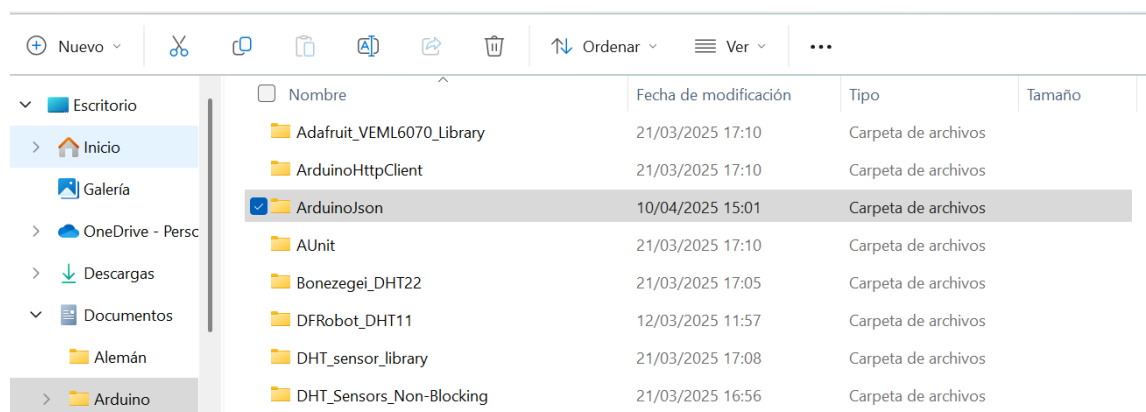 Nuevo Ordenar Ver
Nombre Fecha de modificación Tipo Tamaño
Escritorio
Inicio
Galería
OneDrive - Persc
Descargas
Documentos
Alemán
Arduino
Adafruit_VEML6070_Library 21/03/2025 17:10 Carpeta de archivos
ArduinoHttpClient 21/03/2025 17:10 Carpeta de archivos
ArduinoJson 10/04/2025 15:01 Carpeta de archivos
AUnit 21/03/2025 17:10 Carpeta de archivos
Bonezegei_DHT22 21/03/2025 17:05 Carpeta de archivos
DFRobot_DHT11 12/03/2025 11:57 Carpeta de archivos
DHT_sensor_library 21/03/2025 17:08 Carpeta de archivos
DHT_Sensors_Non-Blocking 21/03/2025 16:56 Carpeta de archivos